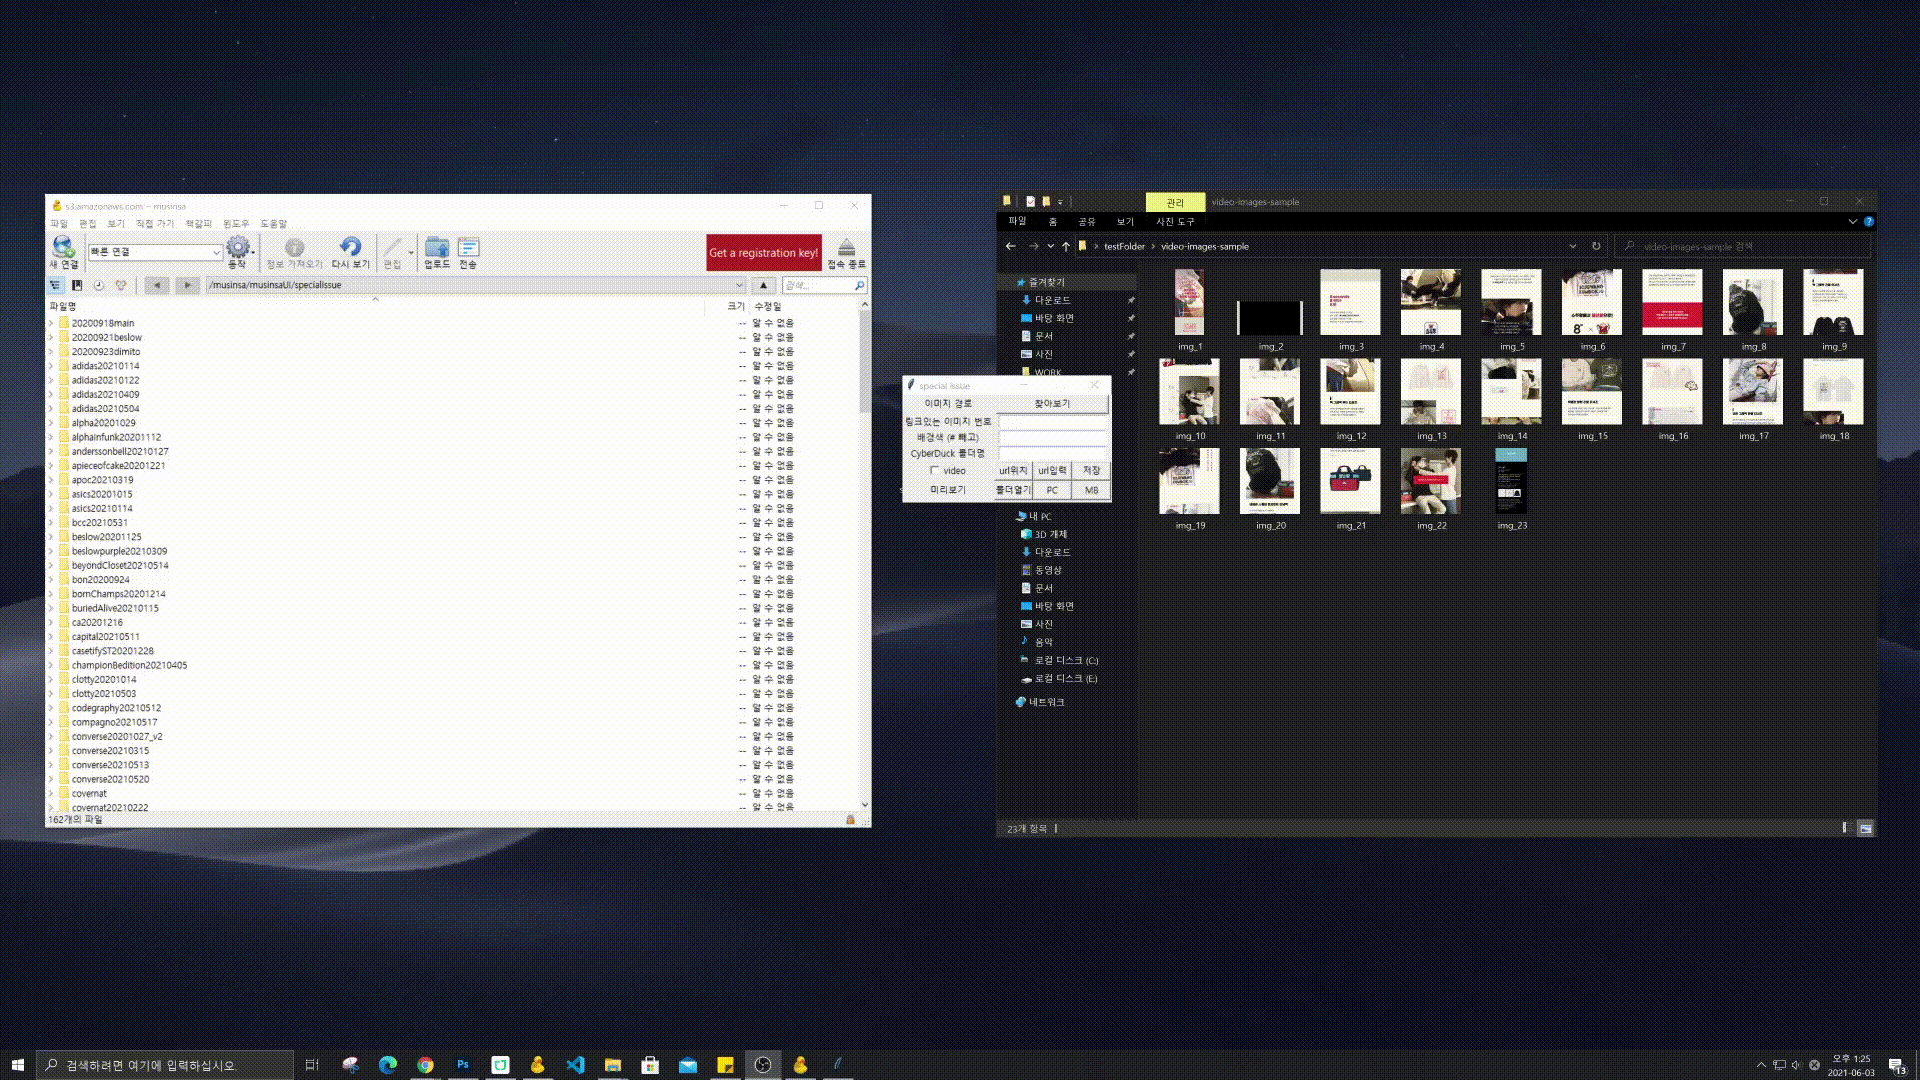 s3.amazonaws.com – musinsa
파일 편집 보기 직접 가기 책갈피 윈도우 도움말
빠른 연결
Get a registration key!
새 연결 동작 정보 가져오기 다시 보기 편집 업로드 전송 접속 종료
/musinsa/musinsaUI/specialissue
검색...
파일명 크기 수정일
20200918main -- 알 수 없음
20200921beslow -- 알 수 없음
20200923dimito -- 알 수 없음
adidas20210114 -- 알 수 없음
adidas20210122 -- 알 수 없음
adidas20210409 -- 알 수 없음
adidas20210504 -- 알 수 없음
alpha20201029 -- 알 수 없음
alphainfunk20201112 -- 알 수 없음
anderssonbell20210127 -- 알 수 없음
apieceofcake20201221 -- 알 수 없음
apoc20210319 -- 알 수 없음
asics20201015 -- 알 수 없음
asics20210114 -- 알 수 없음
bcc20210531 -- 알 수 없음
beslow20201125 -- 알 수 없음
beslowpurple20210309 -- 알 수 없음
beyondCloset20210514 -- 알 수 없음
bon20200924 -- 알 수 없음
bornChamps20201214 -- 알 수 없음
buriedAlive20210115 -- 알 수 없음
ca20201216 -- 알 수 없음
capital20210511 -- 알 수 없음
casetifyST20201228 -- 알 수 없음
championBedition20210405 -- 알 수 없음
clotty20201014 -- 알 수 없음
clotty20210503 -- 알 수 없음
codegraphy20210512 -- 알 수 없음
compagno20210517 -- 알 수 없음
converse20201027_v2 -- 알 수 없음
converse20210315 -- 알 수 없음
converse20210513 -- 알 수 없음
converse20210520 -- 알 수 없음
covernat -- 알 수 없음
covernat20210222 -- 알 수 없음
162개의 파일
special issue
이미지 경로 찾아보기
링크있는 이미지 번호
배경색 (# 빼고)
CyberDuck 폴더명
video url위치 url입력 저장
미리보기 폴더열기 PC MB
관리 video-images-sample
파일 홈 공유 보기 사진 도구
testFolder > video-images-sample
video-images-sample 검색
즐겨찾기
다운로드
바탕 화면
문서
사진
WORK
내 PC
3D 개체
다운로드
동영상
문서
바탕 화면
사진
음악
로컬 디스크 (C:)
로컬 디스크 (E:)
네트워크
img_1 img_2 img_3 img_4 img_5 img_6 img_7 img_8 img_9
img_10 img_11 img_12 img_13 img_14 img_15 img_16 img_17 img_18
img_19 img_20 img_21 img_22 img_23
23개 항목
검색하려면 여기에 입력하십시오.
Ps
오후 1:25
2021-06-03
13